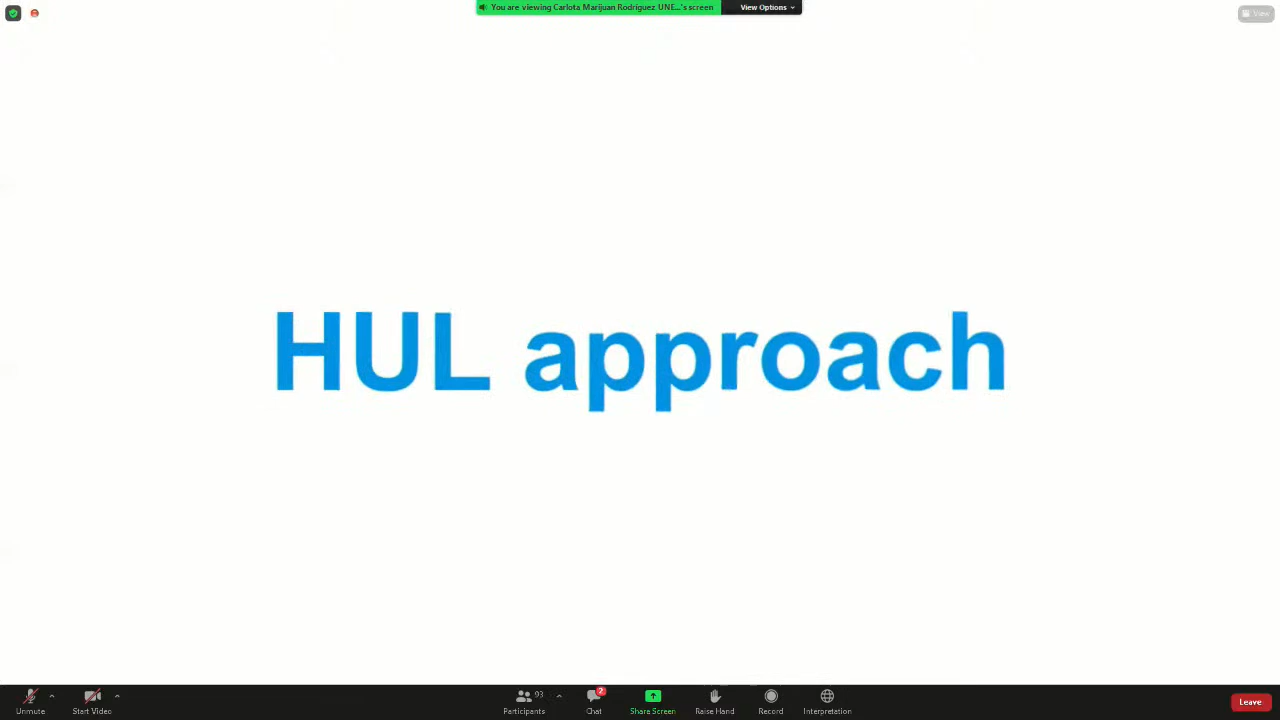 You are viewing Carlota Marijuan Rodriguez UNE...'s screen
View Options
View
HUL approach
Unmute
Start Video
93
Participants
2
Chat
Share Screen
Raise Hand
Record
Interpretation
Leave